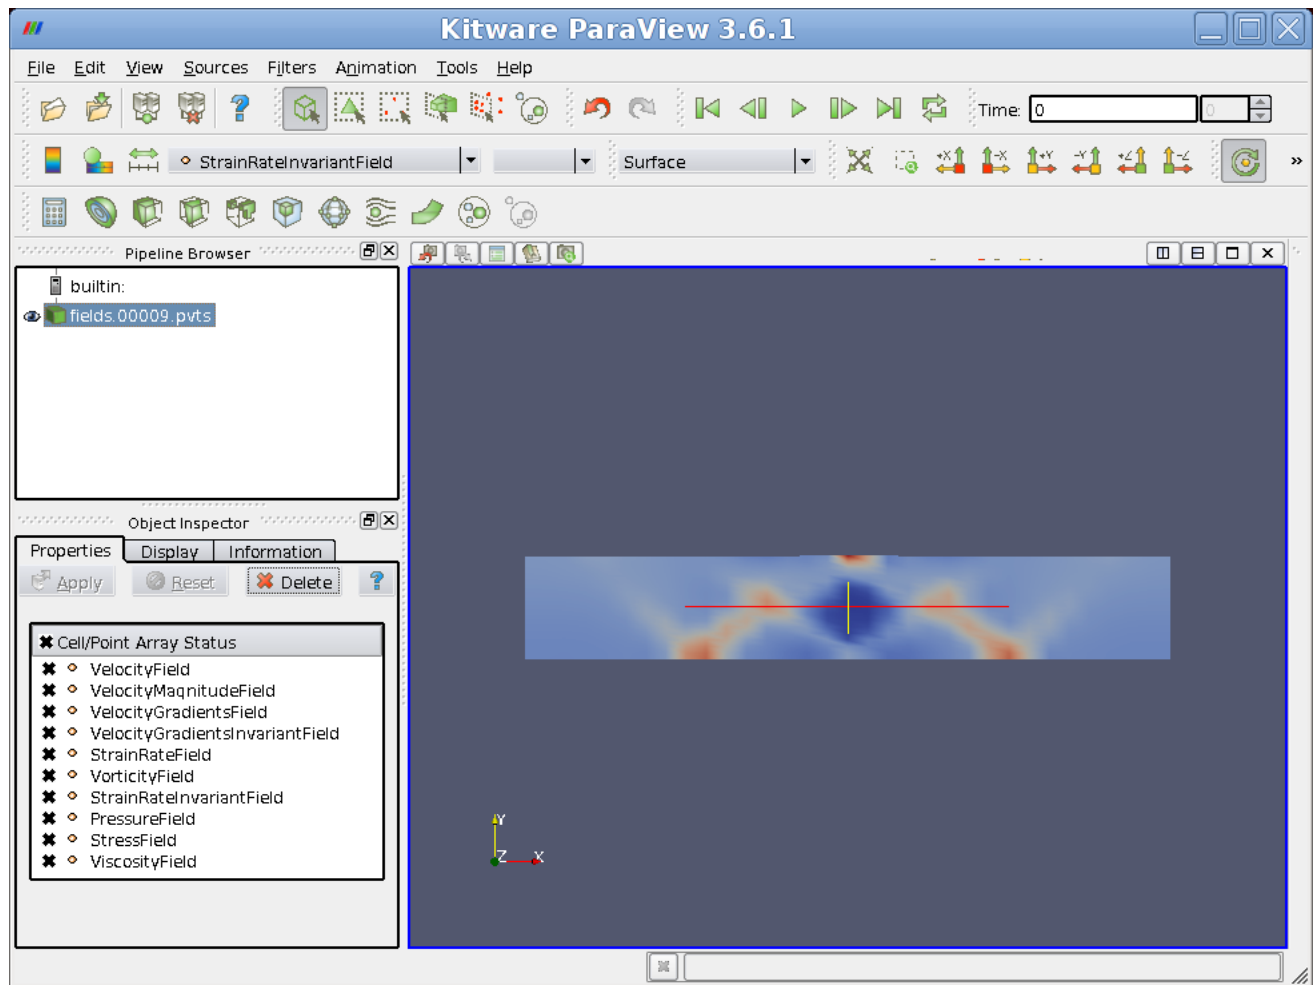 Kitware ParaView 3.6.1
File Edit View Sources Filters Animation Tools Help
Time: 0 0
StrainRateInvariantField Surface
+X -X +Y -Y +Z -Z »
Pipeline Browser
builtin:
fields.00009.pvts
Object Inspector
Properties Display Information
Apply Reset Delete ?
Cell/Point Array Status
VelocityField
VelocityMagnitudeField
VelocityGradientsField
VelocityGradientsInvariantField
StrainRateField
VorticityField
StrainRateInvariantField
PressureField
StressField
ViscosityField
Y
Z X